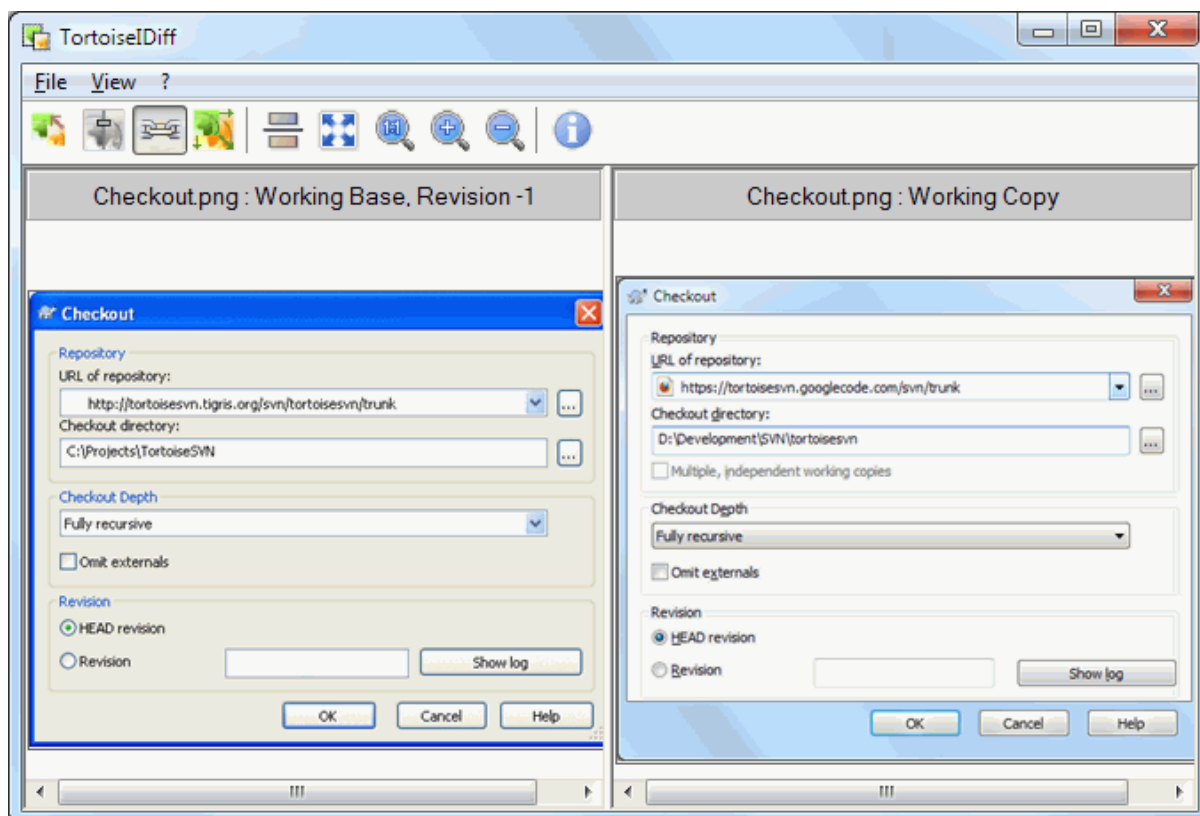 TortoiseIDiff
File View ?
Checkout.png : Working Base, Revision -1
Checkout
Repository
URL of repository:
http://tortoisesvn.tigris.org/svn/tortoisesvn/trunk
...
Checkout directory:
C:\Projects\TortoiseSVN
...
Checkout Depth
Fully recursive
Omit externals
Revision
HEAD revision
Revision
Show log
OK Cancel Help
Checkout.png : Working Copy
Checkout
Repository
URL of repository:
https://tortoisesvn.googlecode.com/svn/trunk
...
Checkout directory:
D:\Development\SVN\tortoisesvn
...
Multiple, independent working copies
Checkout Depth
Fully recursive
Omit externals
Revision
HEAD revision
Revision
Show log
OK Cancel Help